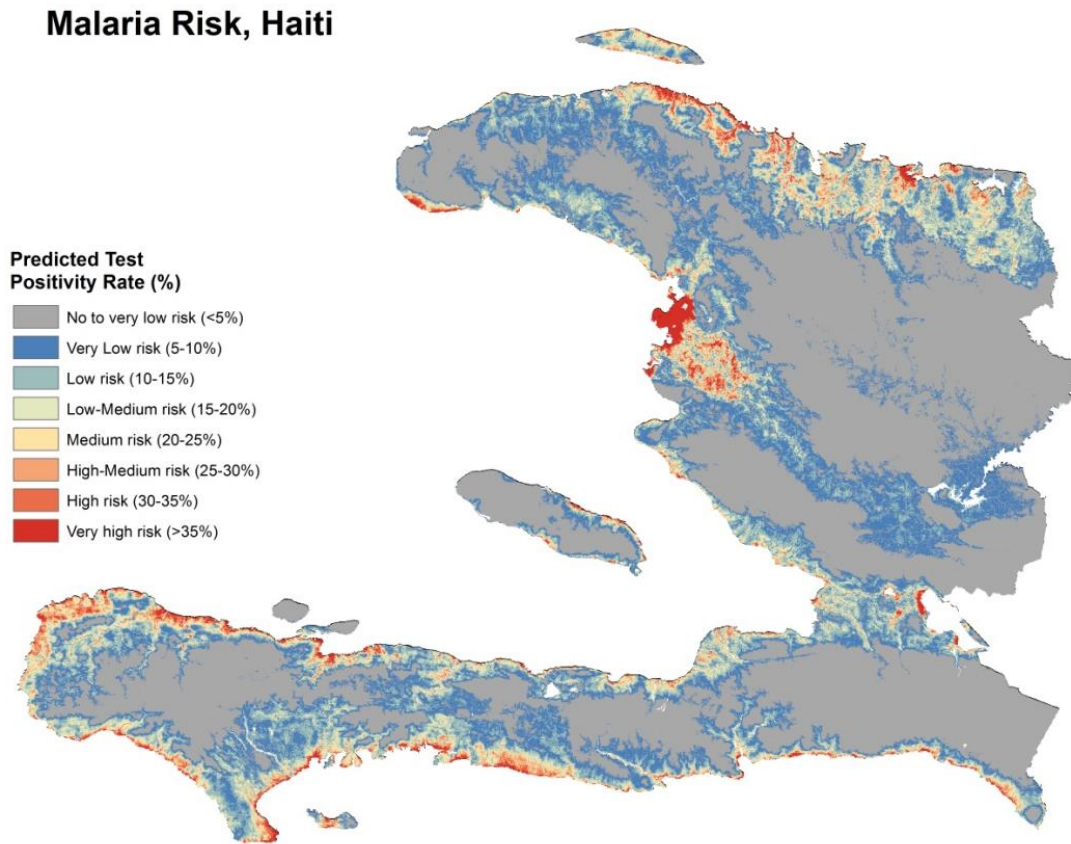 Malaria Risk, Haiti
Predicted Test
Positivity Rate (%)
No to very low risk (<5%)
Very Low risk (5-10%)
Low risk (10-15%)
Low-Medium risk (15-20%)
Medium risk (20-25%)
High-Medium risk (25-30%)
High risk (30-35%)
Very high risk (>35%)